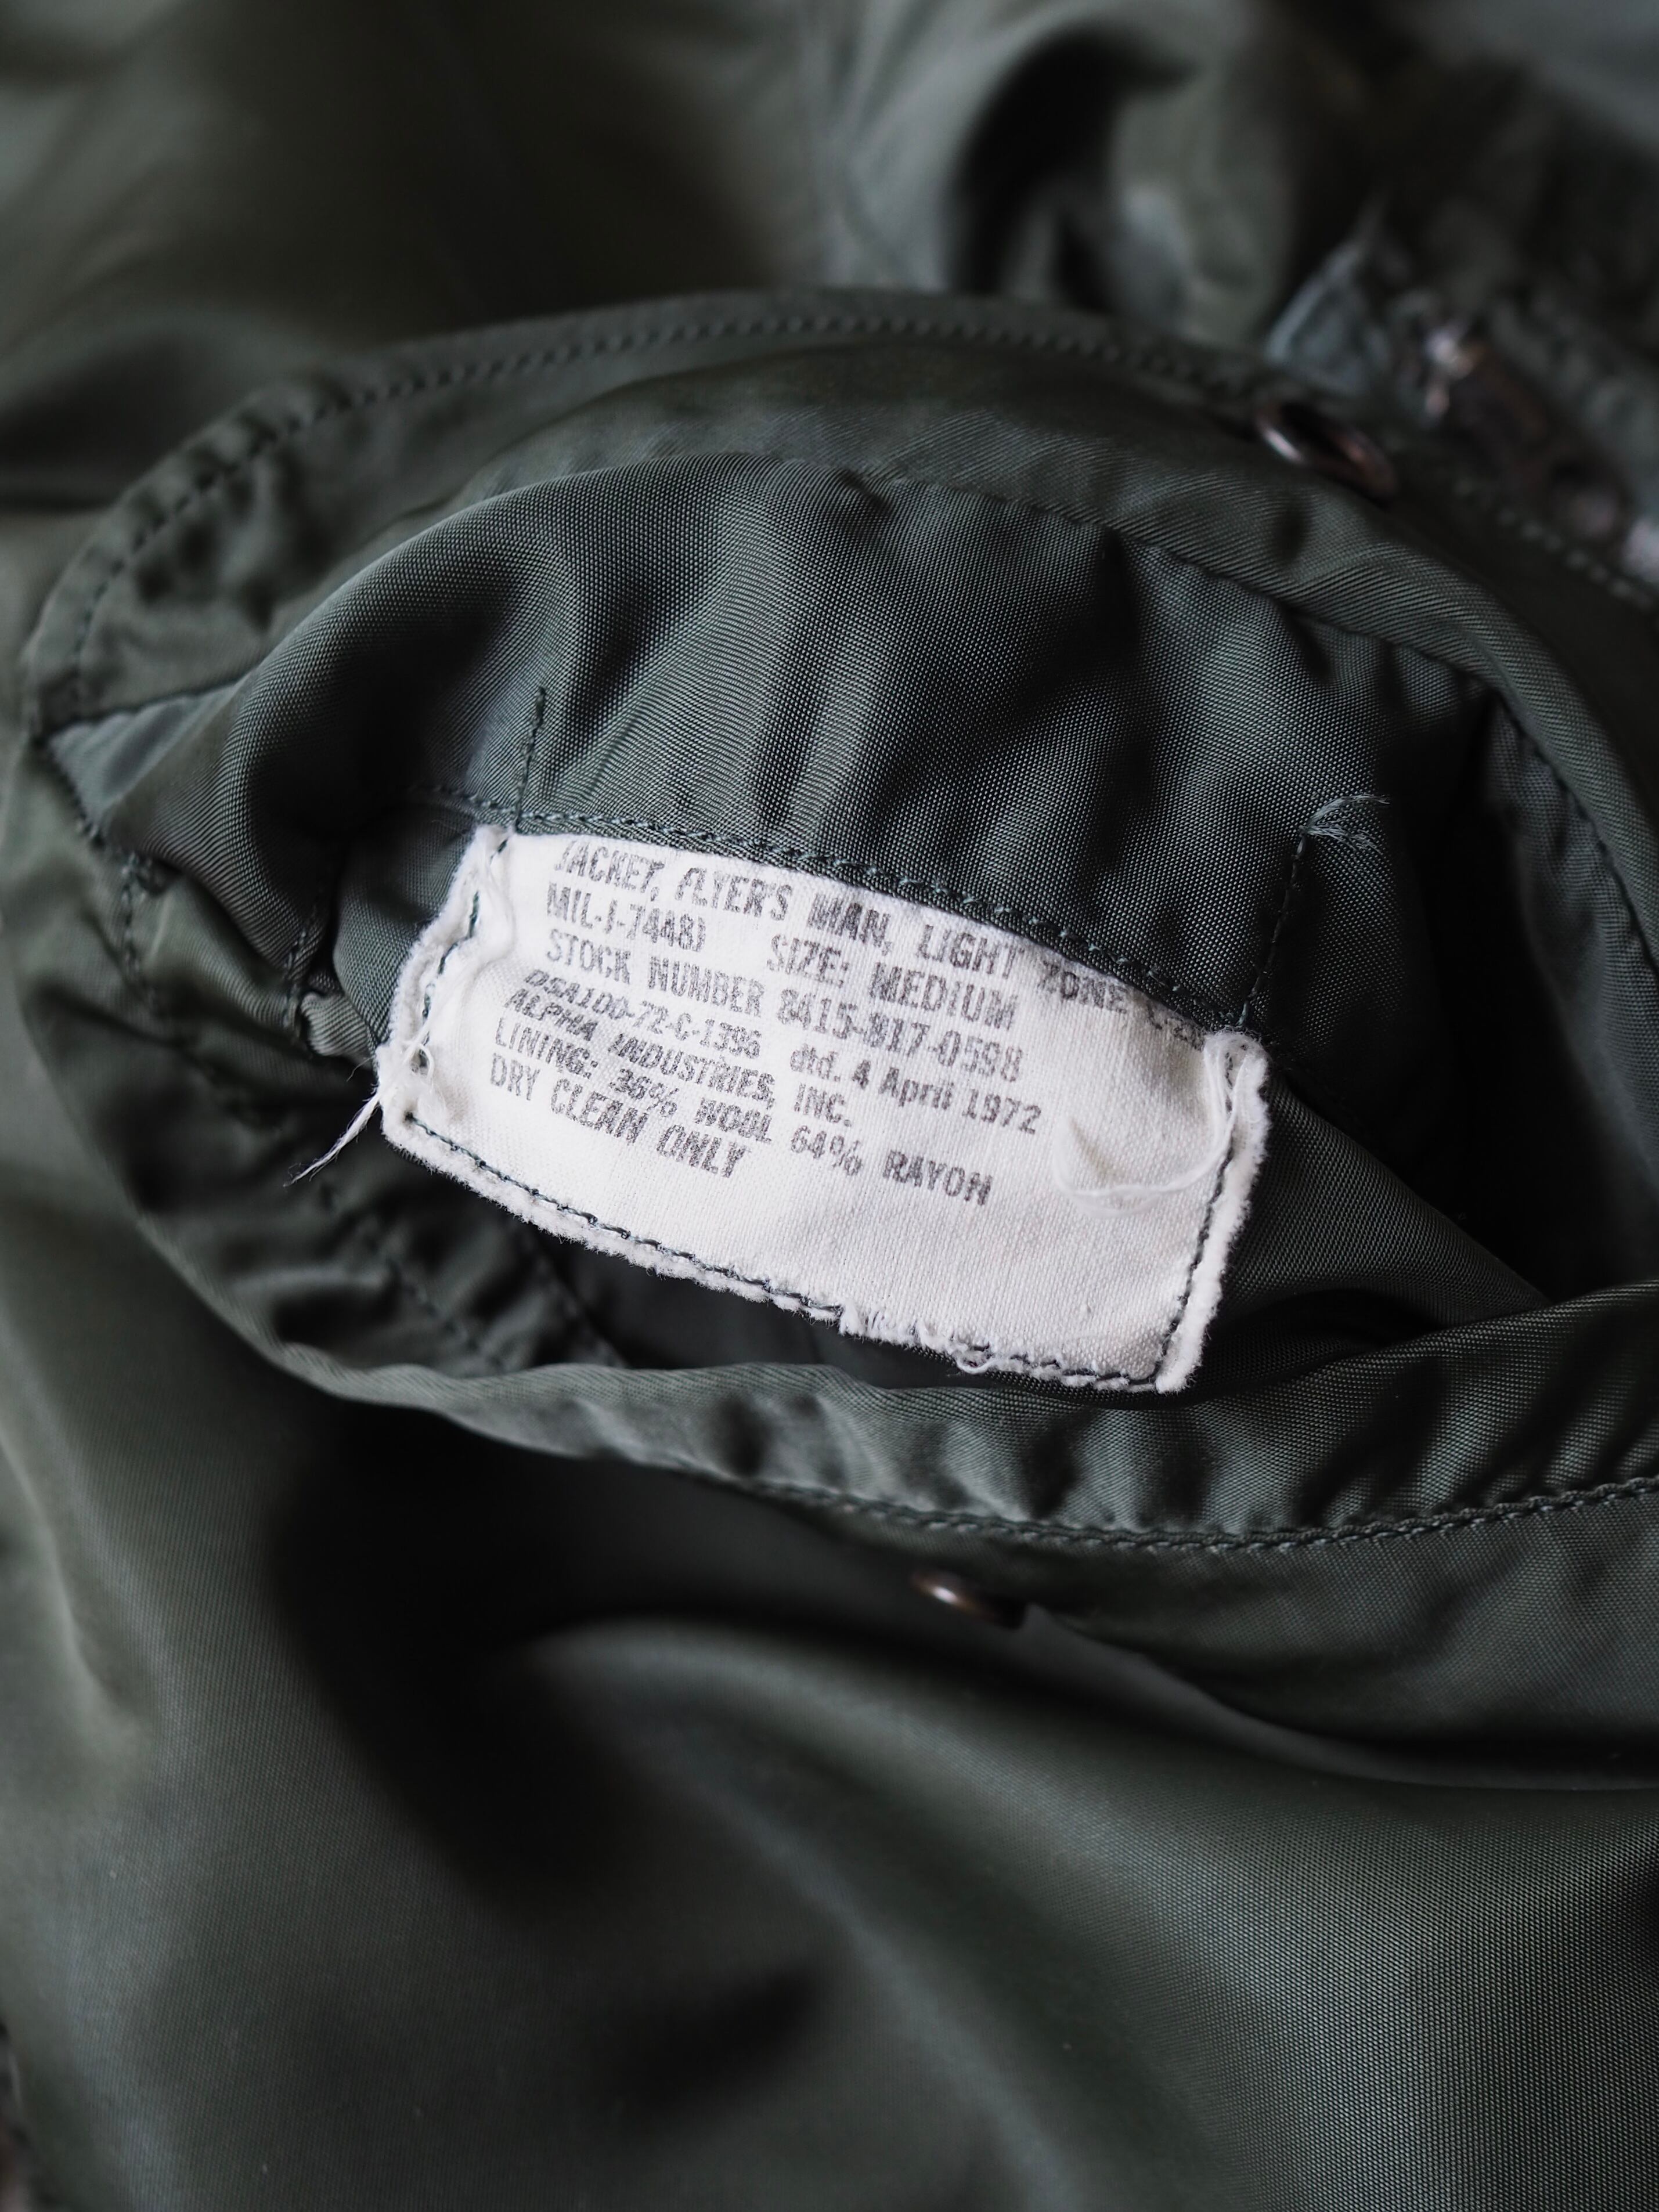 JACKET, FLYER'S MAN, LIGHT ZONE
MIL-J-7448J SIZE: MEDIUM
STOCK NUMBER 8415-817-0598
DSA100-72-C-1396 dtd. 4 April 1972
ALPHA INDUSTRIES, INC.
LINING: 36% WOOL 64% RAYON
DRY CLEAN ONLY